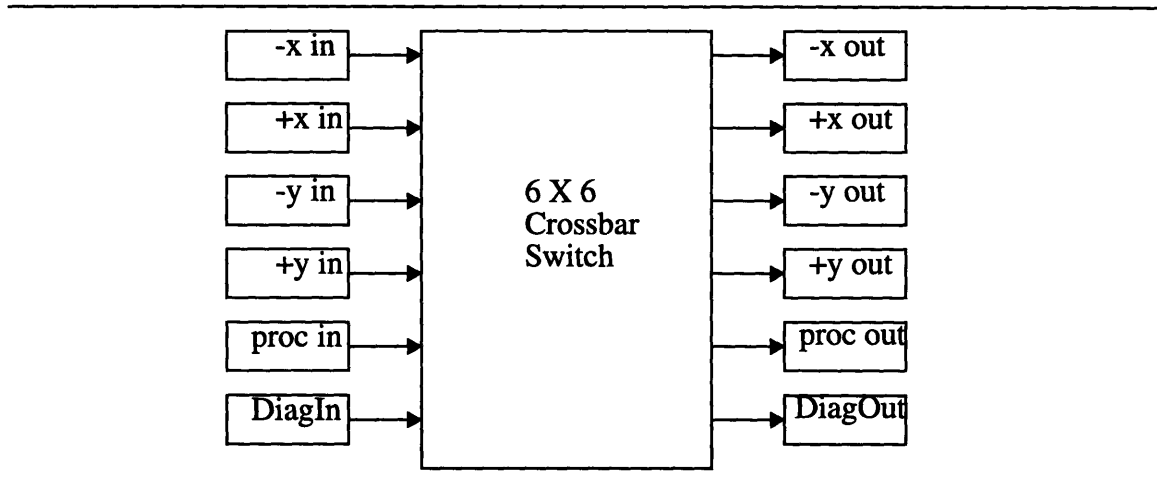 -x in
+x in
-y in
+y in
proc in
DiagIn
6 X 6
Crossbar
Switch
-x out
+x out
-y out
+y out
proc out
DiagOut